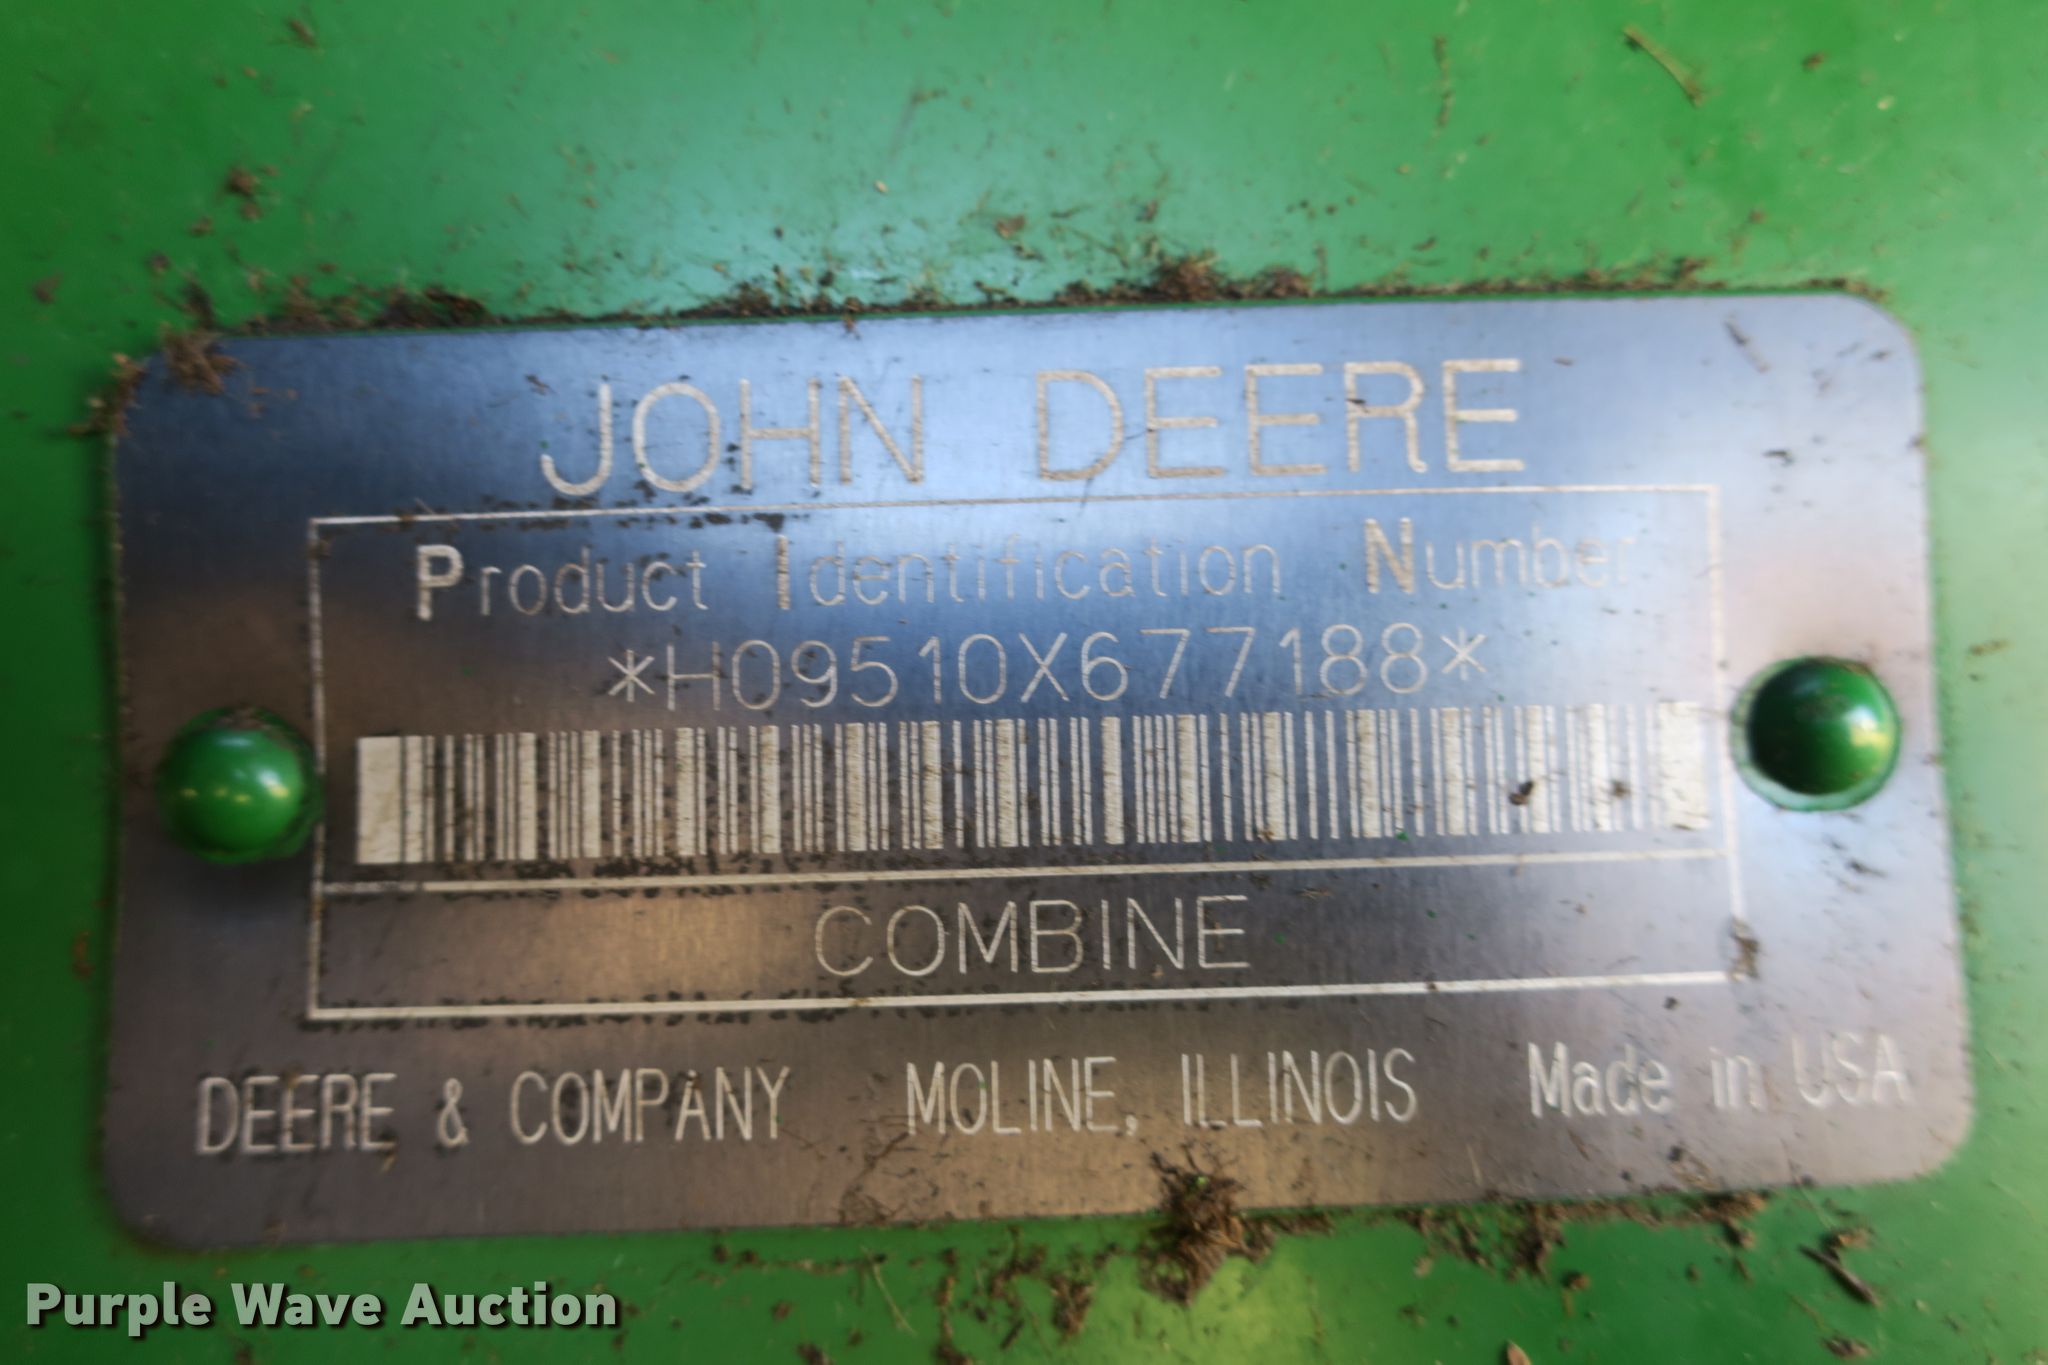 JOHN DEERE
Product Identification Number
*H09510X677188*
COMBINE
DEERE & COMPANY MOLINE, ILLINOIS Made in USA
Purple Wave Auction